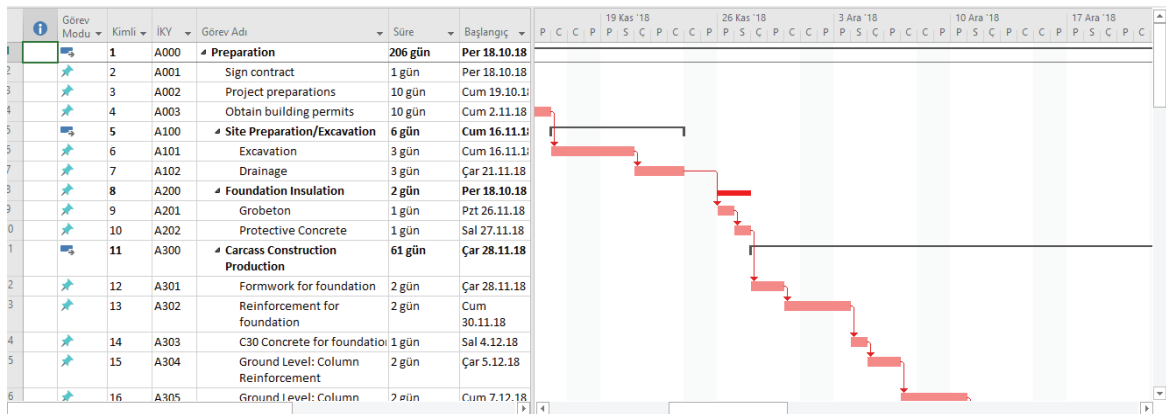 19 Kas '18 26 Kas '18 3 Ara '18 10 Ara '18 17 Ara '18
Görev Modu Kimli İKY Görev Adı Süre Başlangıç
P C C P P S Ç P C C P P S Ç P C C P P S Ç P C C P P S Ç P C C P P S Ç P C
1 A000 Preparation 206 gün Per 18.10.18
2 A001 Sign contract 1 gün Per 18.10.18
3 A002 Project preparations 10 gün Cum 19.10.1
4 A003 Obtain building permits 10 gün Cum 2.11.18
5 A100 Site Preparation/Excavation 6 gün Cum 16.11.1
6 A101 Excavation 3 gün Cum 16.11.1
7 A102 Drainage 3 gün Çar 21.11.18
8 A200 Foundation Insulation 2 gün Per 18.10.18
9 A201 Grobeton 1 gün Pzt 26.11.18
10 A202 Protective Concrete 1 gün Sal 27.11.18
11 A300 Carcass Construction 61 gün Çar 28.11.18
Production
12 A301 Formwork for foundation 2 gün Çar 28.11.18
13 A302 Reinforcement for 2 gün Cum
foundation 30.11.18
14 A303 C30 Concrete for foundatio 1 gün Sal 4.12.18
15 A304 Ground Level: Column 2 gün Çar 5.12.18
Reinforcement
16 A305 Ground Level: Column 2 gün Cum 7.12.18